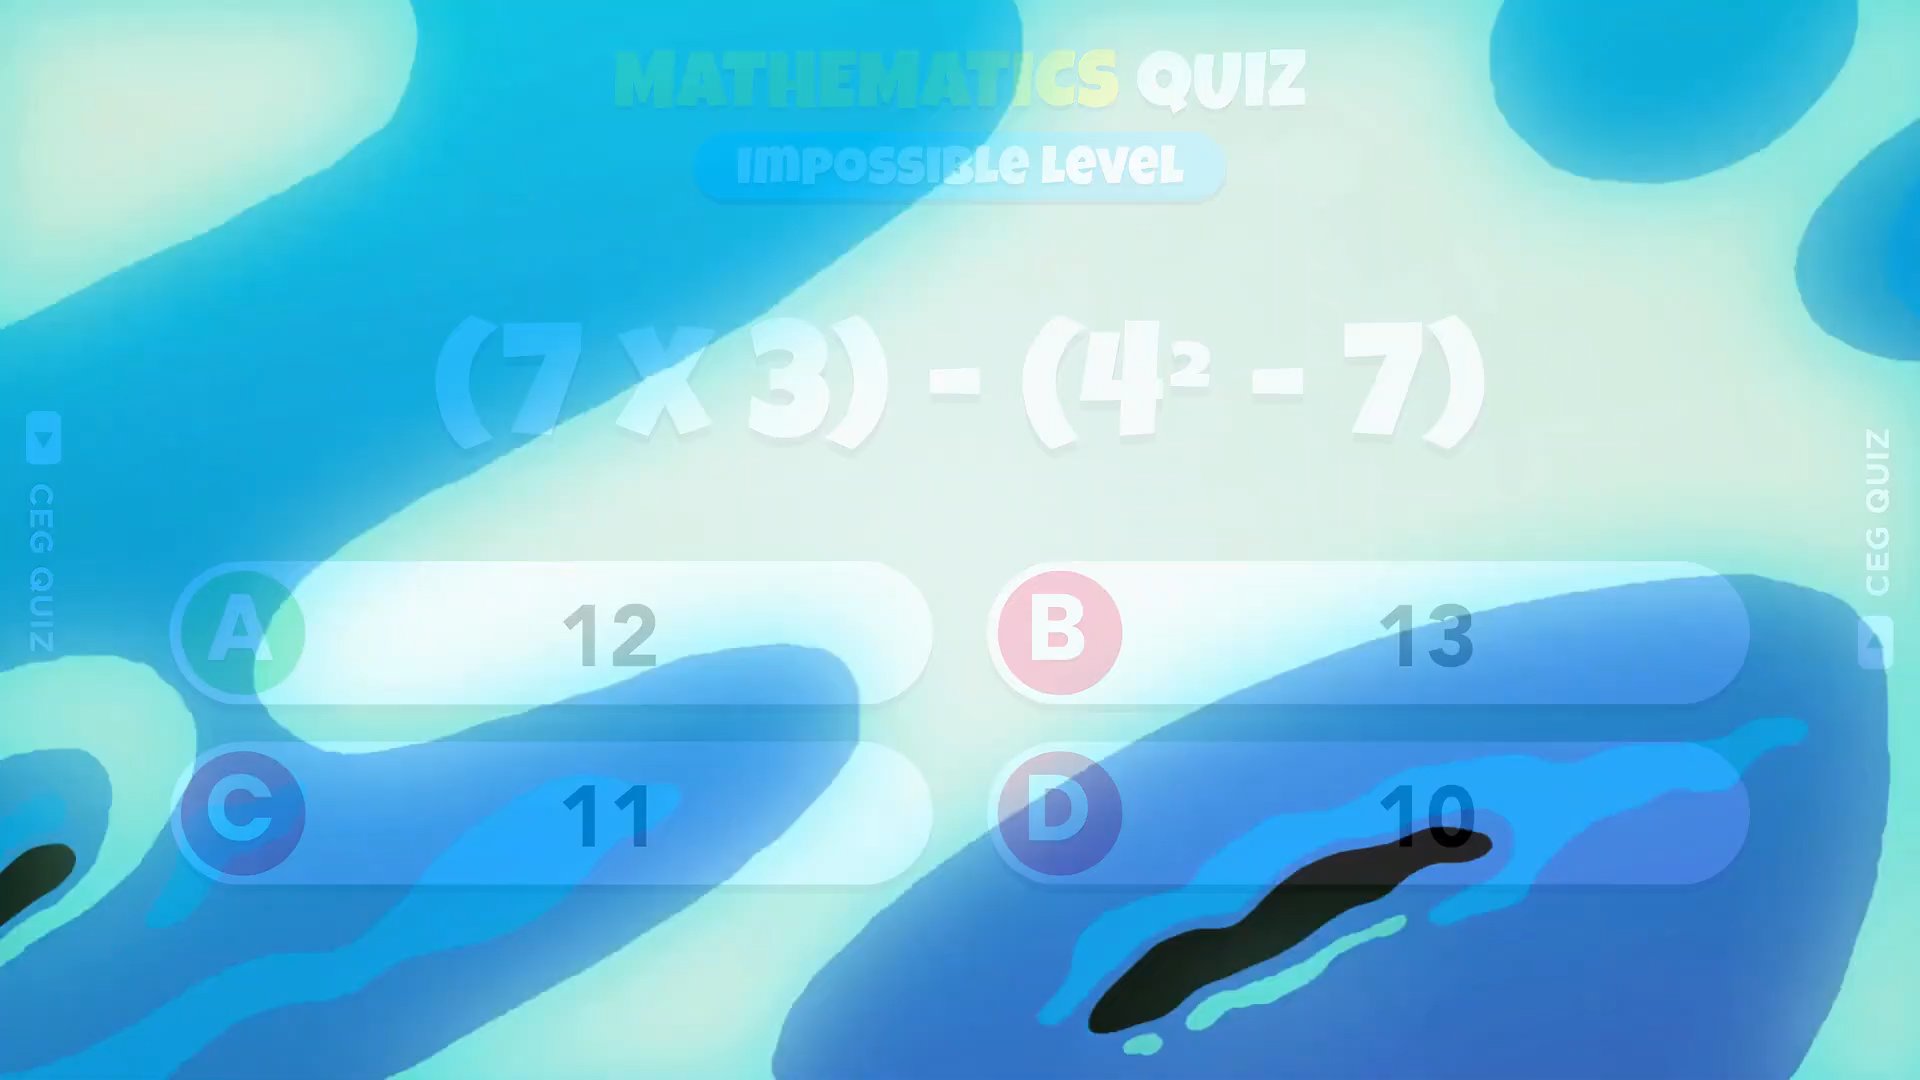 MATHEMATICS QUIZ
IMPOSSIBLE LEVEL
(7 X 3) - (4² - 7)
A 12
B 13
C 11
D 10
CEG QUIZ
CEG QUIZ